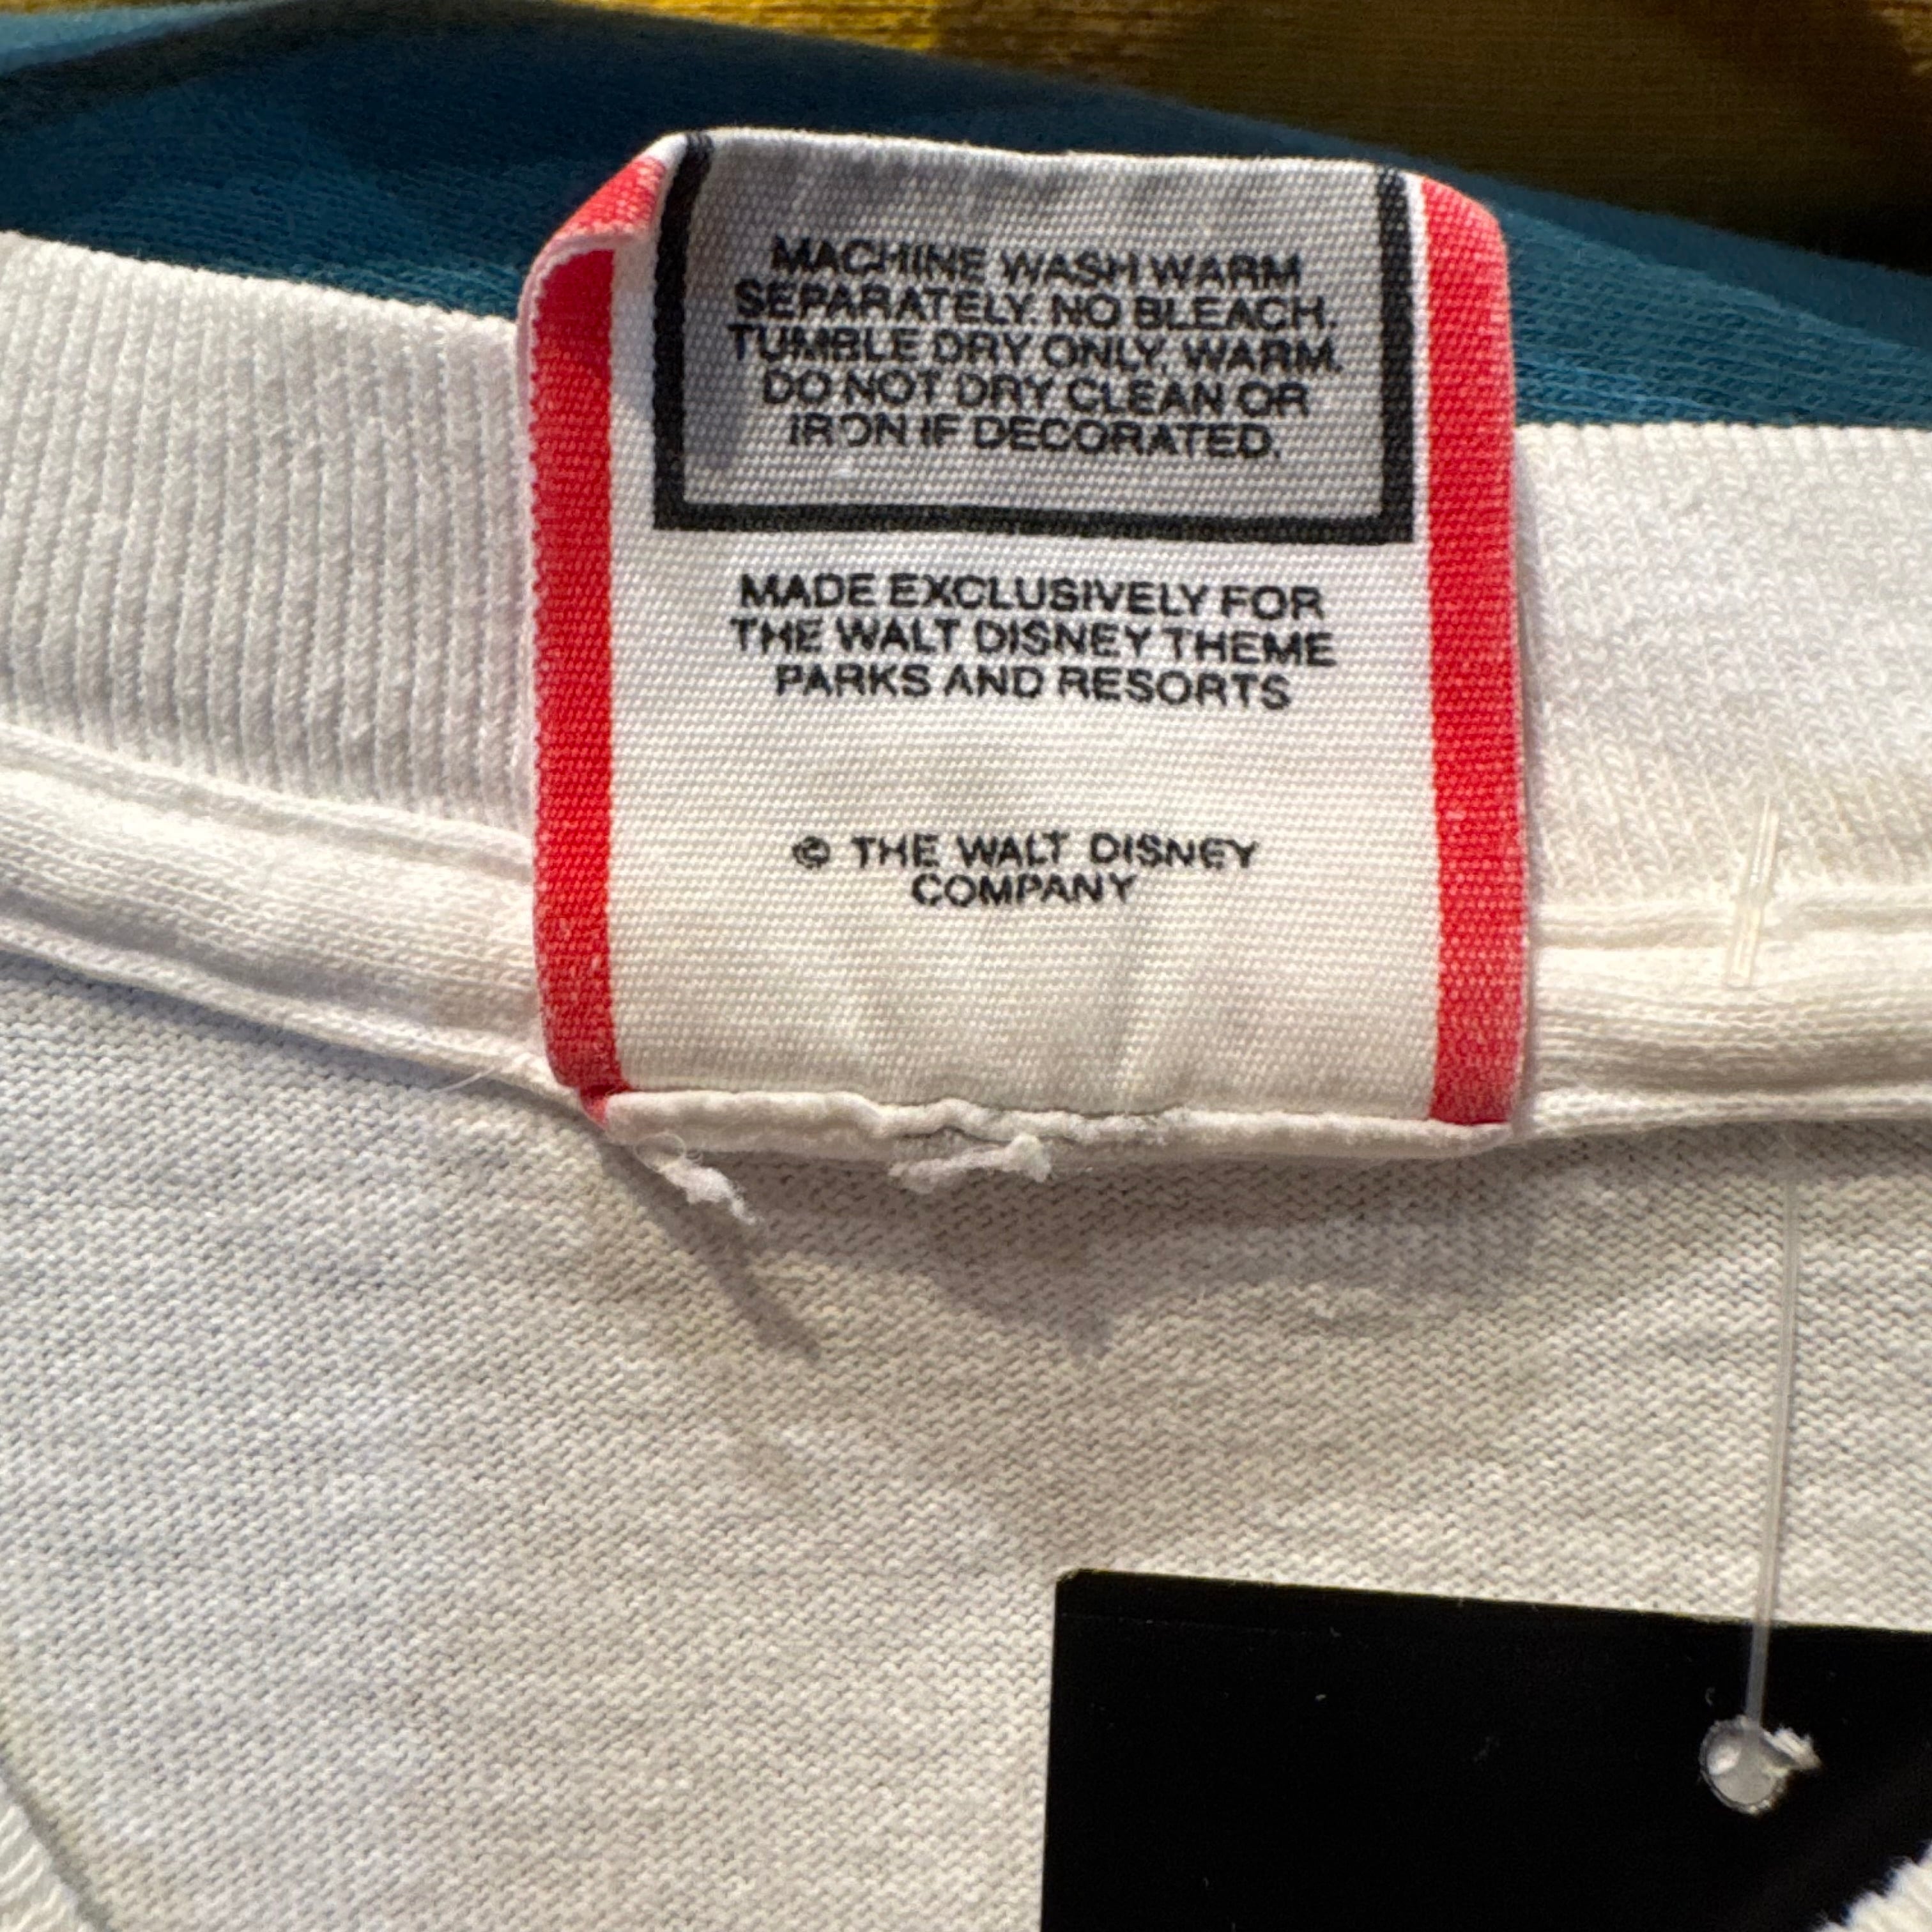 MACHINE WASH WARM
SEPARATELY. NO BLEACH.
TUMBLE DRY ONLY, WARM.
DO NOT DRY CLEAN OR
IRON IF DECORATED.
MADE EXCLUSIVELY FOR
THE WALT DISNEY THEME
PARKS AND RESORTS
© THE WALT DISNEY
COMPANY